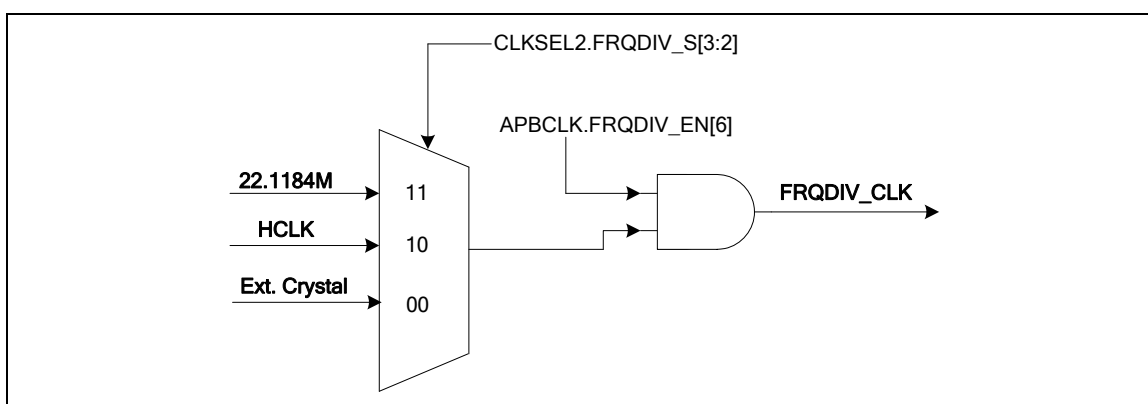 CLKSEL2.FRQDIV_S[3:2]
APBCLK.FRQDIV_EN[6]
22.1184M
11
FRQDIV_CLK
HCLK
10
Ext. Crystal
00